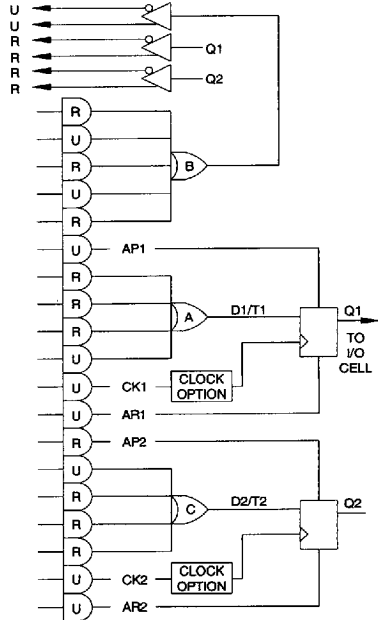 U
U
R
R
R
R
Q1
Q2
R
U
R
U
R
B
U AP1
R
R
R
U
A
D1/T1
Q1
TO
I/O
CELL
U CK1 CLOCK
OPTION
U AR1
R AP2
U
R
R
R
C
D2/T2
Q2
U CK2 CLOCK
OPTION
U AR2